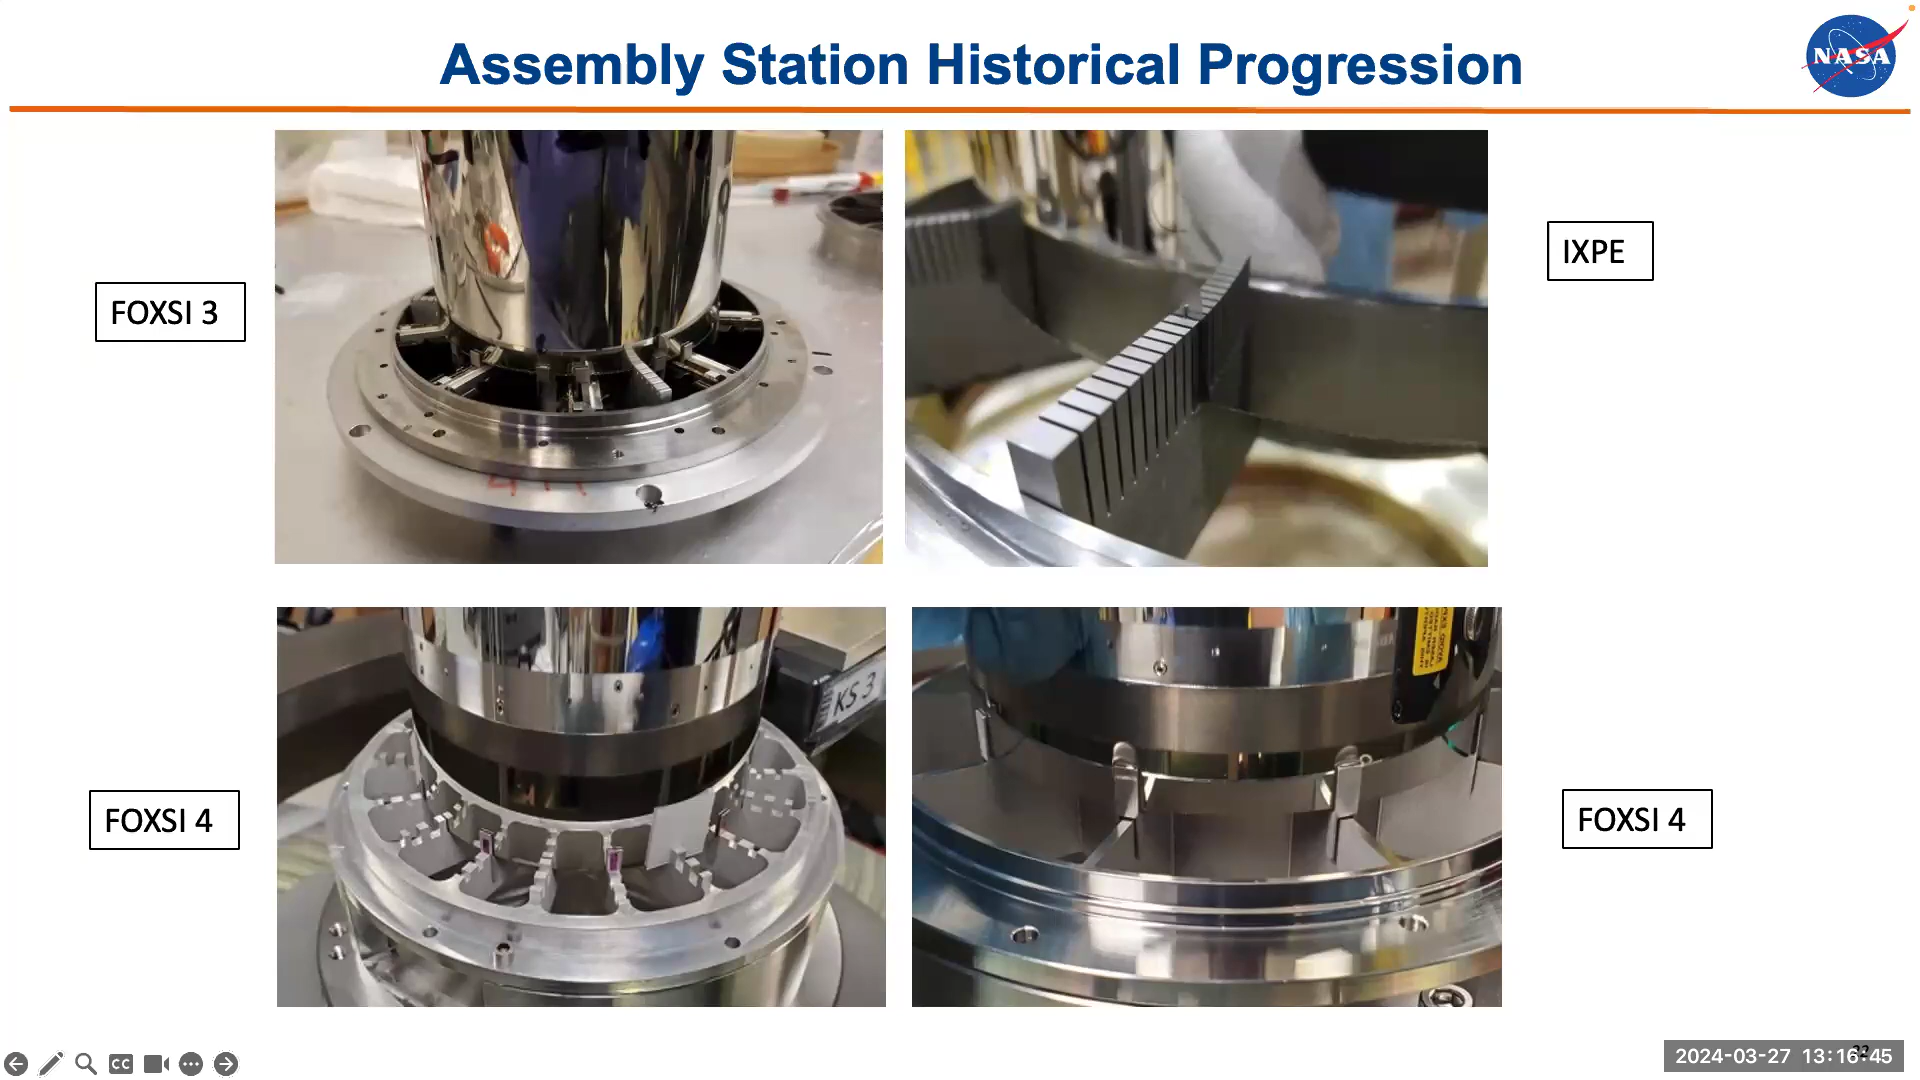 Assembly Station Historical Progression
NASA
FOXSI 3
IXPE
KS 3
FOXSI 4
FOXSI 4
CC
2024-03-27 13:16:45